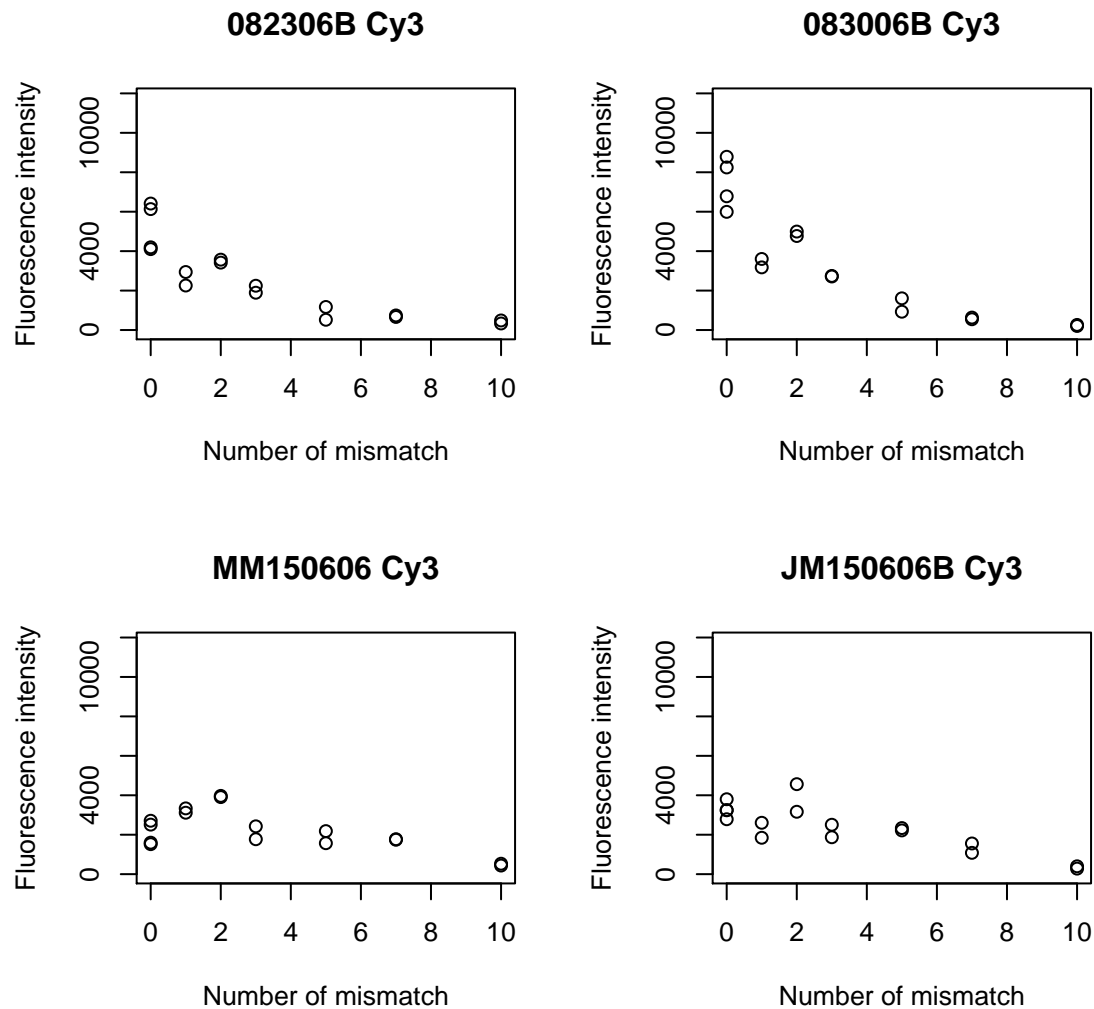 082306B Cy3
Fluorescence intensity
10000
4000
0
0 2 4 6 8 10
Number of mismatch
083006B Cy3
Fluorescence intensity
10000
4000
0
0 2 4 6 8 10
Number of mismatch
MM150606 Cy3
Fluorescence intensity
10000
4000
0
0 2 4 6 8 10
Number of mismatch
JM150606B Cy3
Fluorescence intensity
10000
4000
0
0 2 4 6 8 10
Number of mismatch